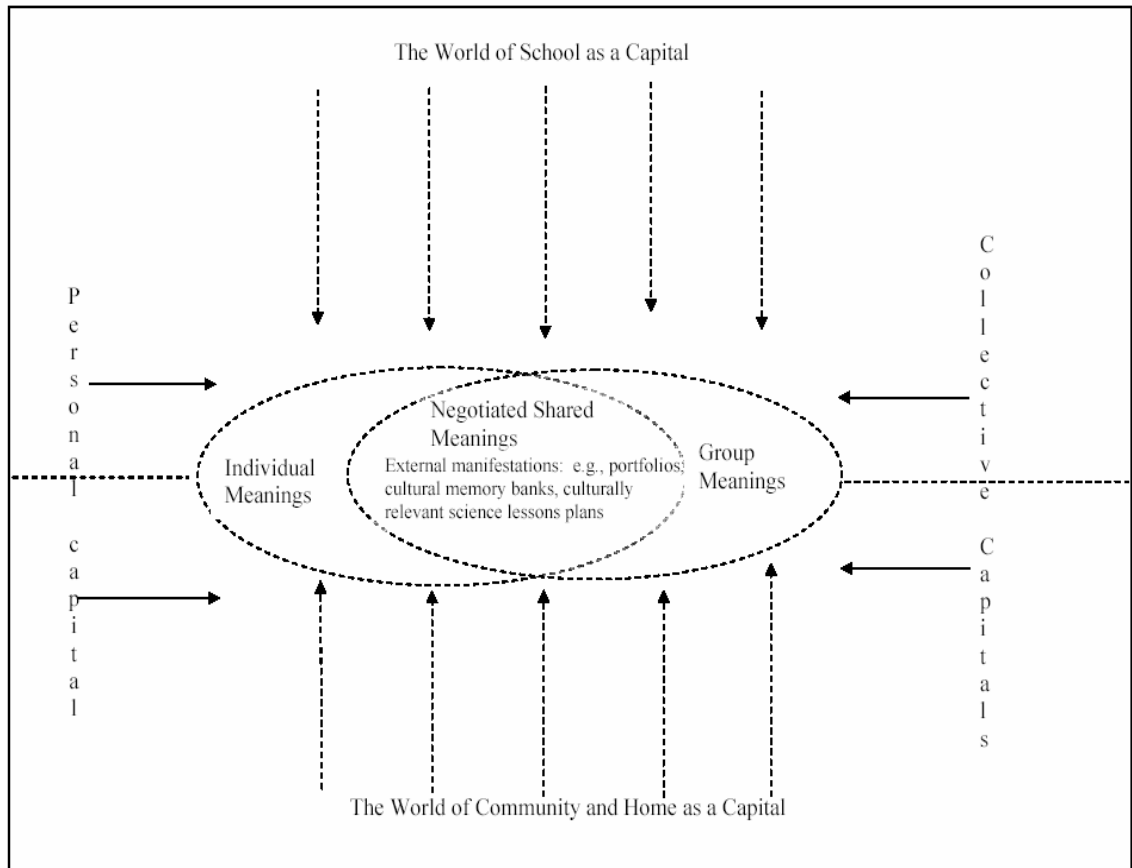 The World of School as a Capital
Personal capital
Collective Capitals
Negotiated Shared
Meanings
External manifestations: e.g., portfolios;
cultural memory banks, culturally
relevant science lessons plans
Individual
Meanings
Group
Meanings
The World of Community and Home as a Capital